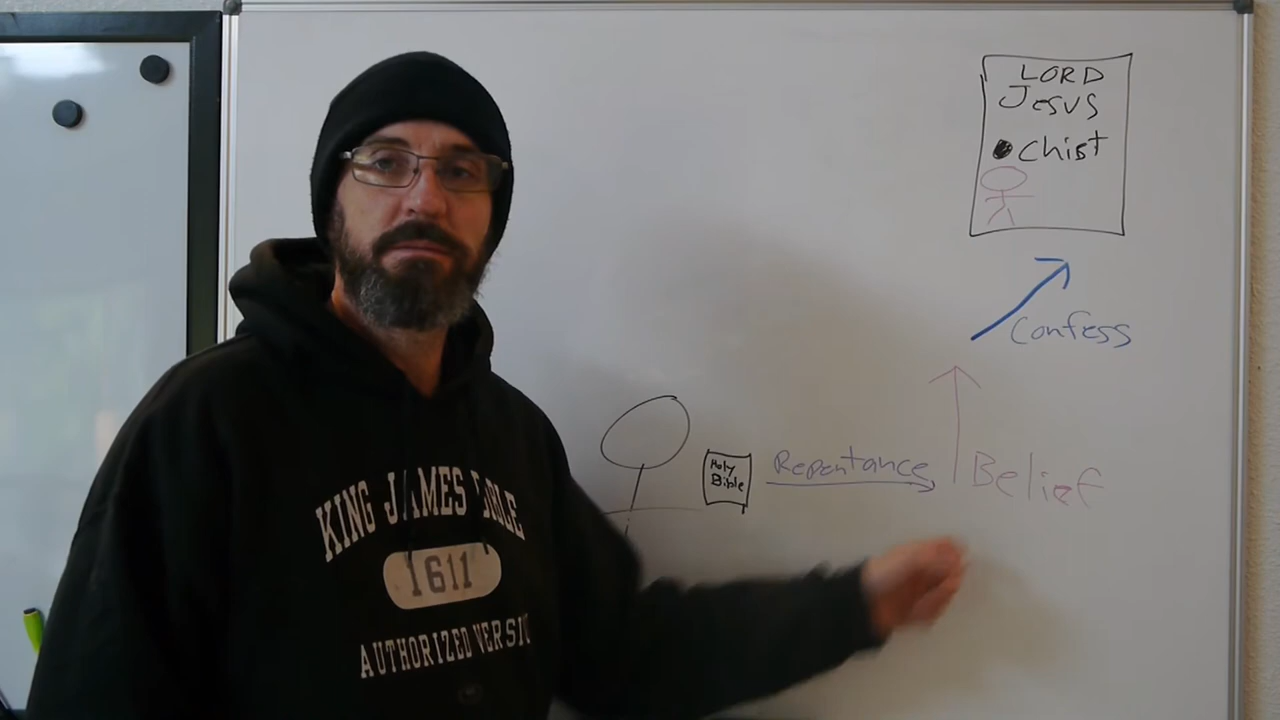 LORD
Jesus
Chist
Confess
Holy
Bible
Repentance
Belief
KING JAMES BIBLE
1611
AUTHORIZED VERSION